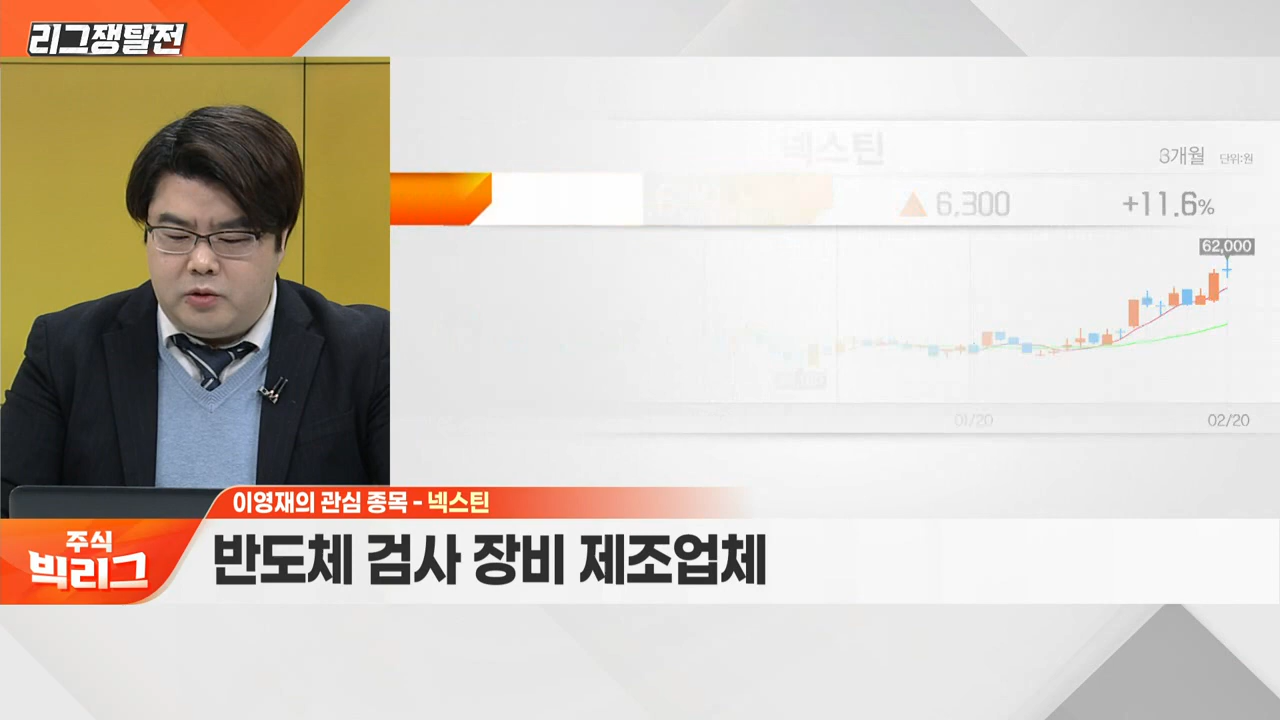 리그쟁탈전
넥스틴
3개월 단위:원
▲6,300 +11.6%
62,000
01/20 02/20
이영재의 관심 종목 - 넥스틴
주식
빅리그
반도체 검사 장비 제조업체